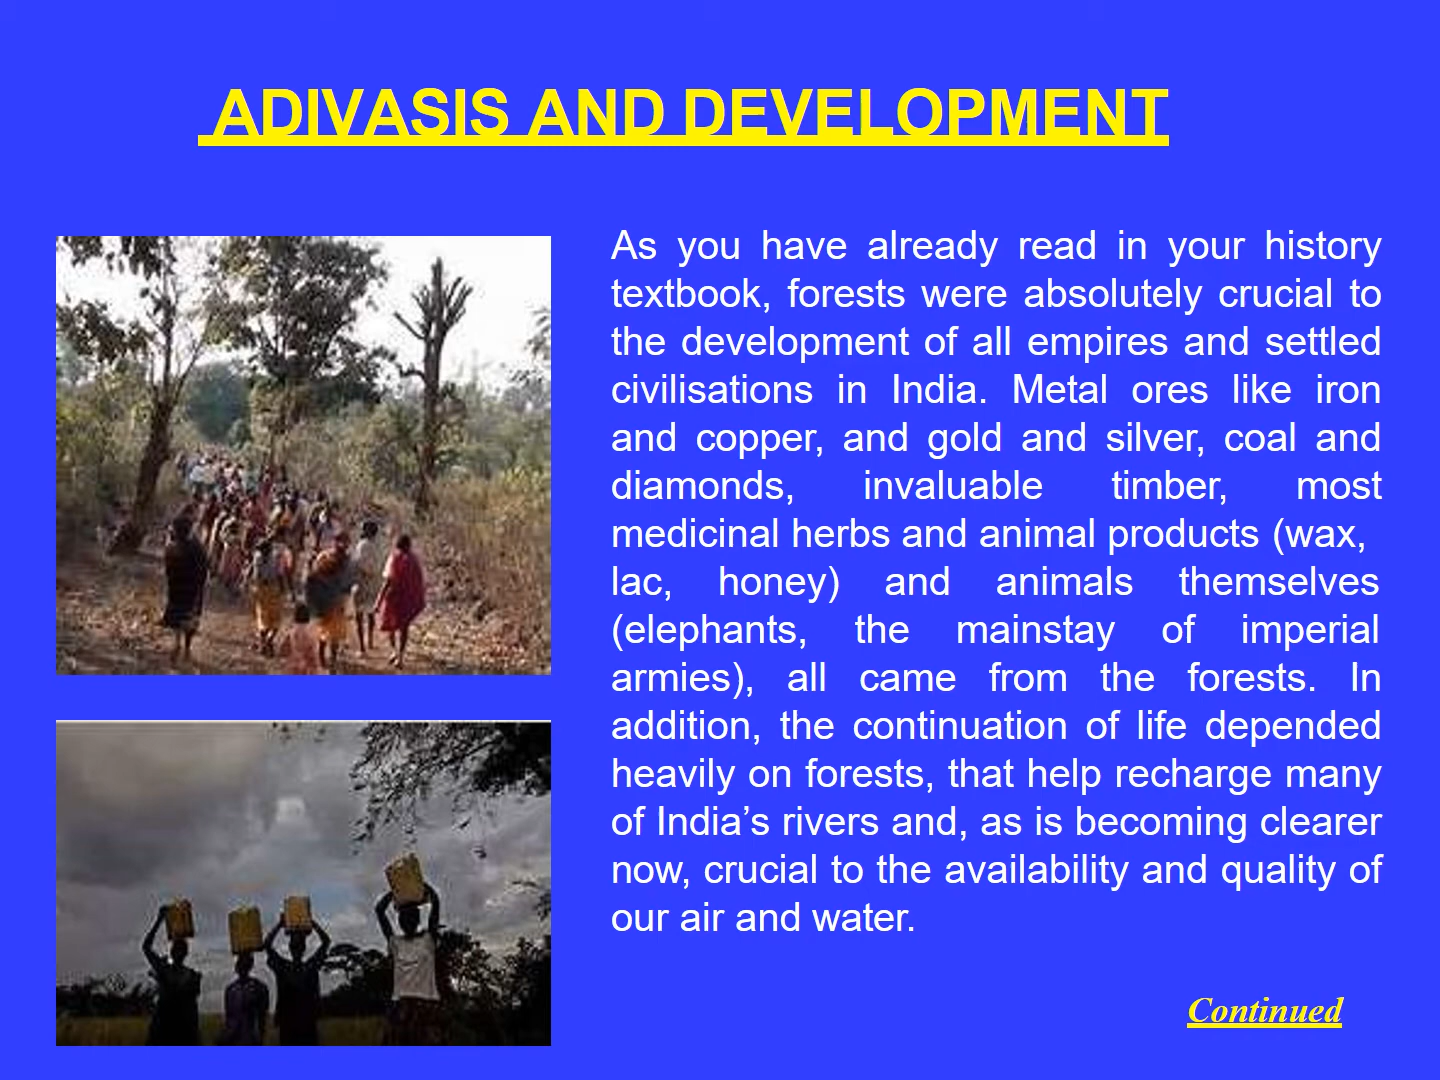 ADIVASIS AND DEVELOPMENT
As you have already read in your history
textbook, forests were absolutely crucial to
the development of all empires and settled
civilisations in India. Metal ores like iron
and copper, and gold and silver, coal and
diamonds, invaluable timber, most
medicinal herbs and animal products (wax,
lac, honey) and animals themselves
(elephants, the mainstay of imperial
armies), all came from the forests. In
addition, the continuation of life depended
heavily on forests, that help recharge many
of India’s rivers and, as is becoming clearer
now, crucial to the availability and quality of
our air and water.
Continued